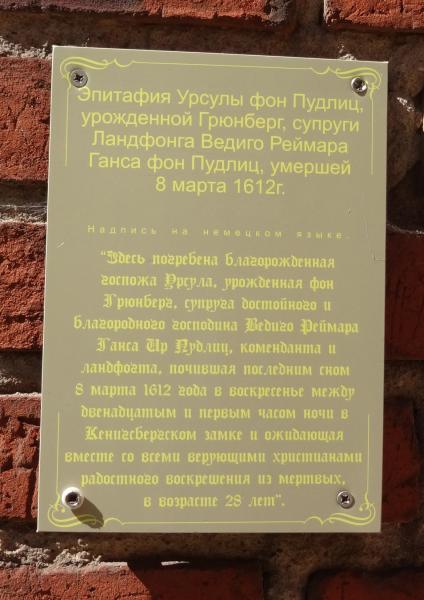 Эпитафия Урсулы фон Пудлиц,
урожденной Грюнберг, супруги
Ландфонга Ведиго Реймара
Ганса фон Пудлиц, умершей
8 марта 1612г.
Надпись на немецком языке.
"Здесь погребена благорожденная
госпожа Урсула, урожденная фон
Грюнберг, супруга достойного и
благородного господина Ведиго Реймара
Ганса Цр Пудлиц, коменданта и
ландфогта, почившая последним сном
8 марта 1612 года в воскресенье между
двенадцатым и первым часом ночи в
Кенигсбергском замке и ожидающая
вместе со всеми верующими христианами
радостного воскрешения из мертвых,
в возрасте 28 лет".